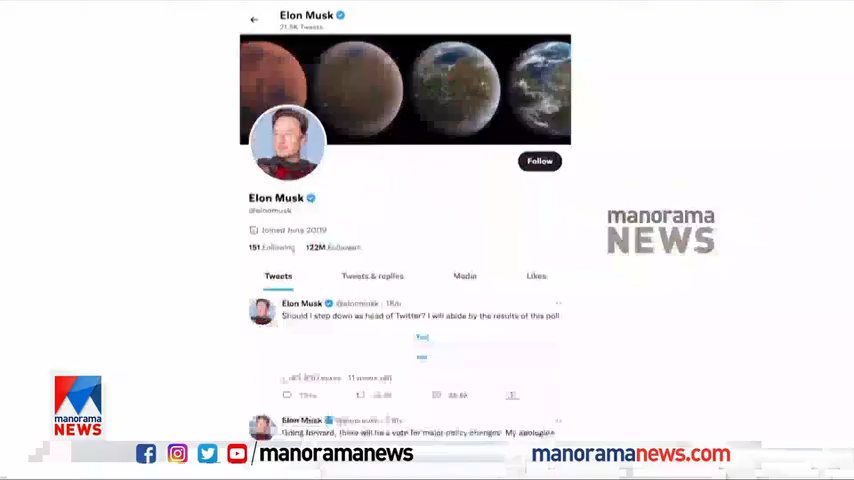 Elon Musk
21.5K Tweets
Follow
manorama
NEWS
Elon Musk
@elonmusk
Joined June 2009
151 Following 122M Followers
Tweets Tweets & replies Media Likes
Elon Musk @elonmusk
Should I step down as head of Twitter? I will abide by the results of this poll
Elon Musk
Going forward, there will be a vote for major policy changes. My apologies
manorama
NEWS
/manoramanews
manoramanews.com